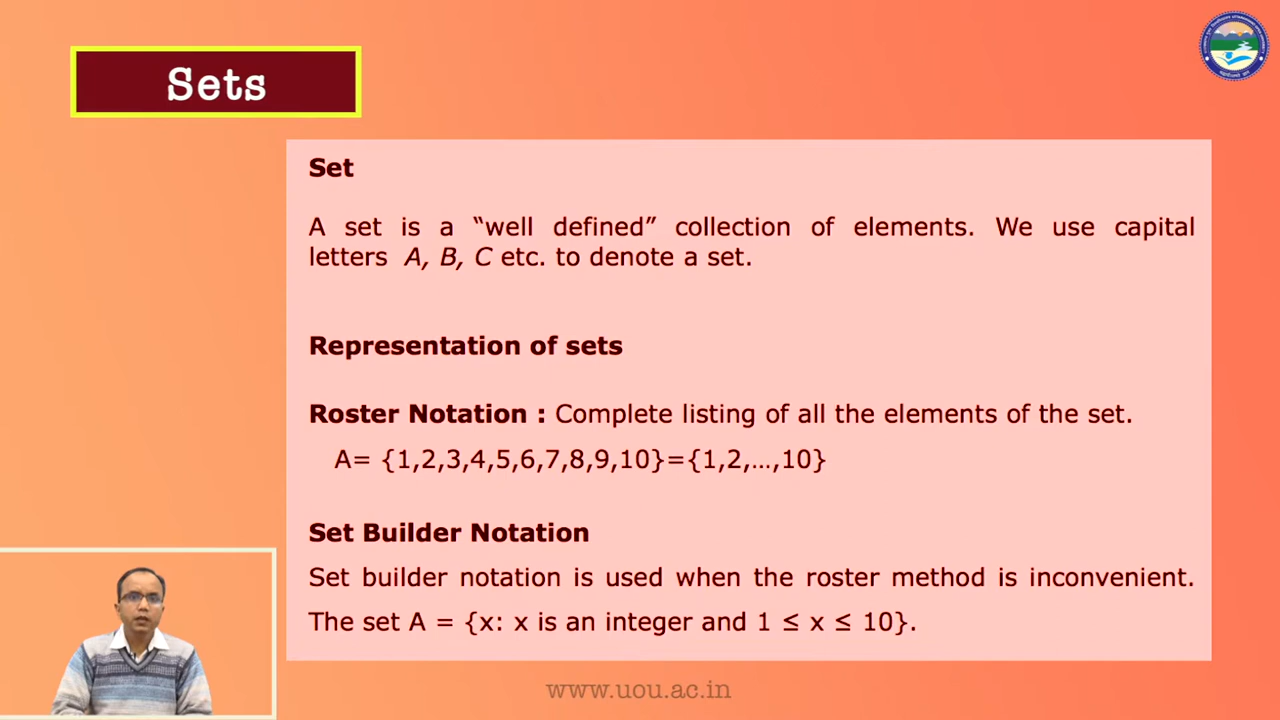 Sets
Set
A set is a “well defined” collection of elements. We use capital
letters A, B, C etc. to denote a set.
Representation of sets
Roster Notation : Complete listing of all the elements of the set.
A= {1,2,3,4,5,6,7,8,9,10}={1,2,…,10}
Set Builder Notation
Set builder notation is used when the roster method is inconvenient.
The set A = {x: x is an integer and 1 ≤ x ≤ 10}.
www.uou.ac.in